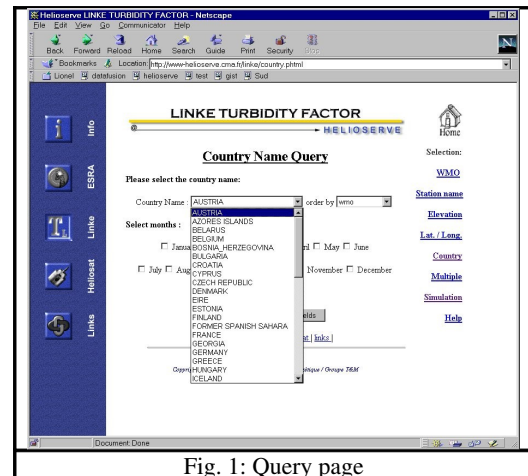 Helioserve LINKE TURBIDITY FACTOR - Netscape
File Edit View Go Communicator Help
Back Forward Reload Home Search Guide Print Security Stop
Bookmarks Location: http://www-helioserve.cma.fr/linke/country.phtml
Lionel datafusion helioserve test gist Sud
Info
ESRA
Linke
Heliosat
Links
LINKE TURBIDITY FACTOR
@
HELIOSERVE
Home
Country Name Query
Please select the country name:
Country Name : AUSTRIA order by wmo
Select months :
AUSTRIA
AZORES ISLANDS
BELARUS
BELGIUM
BOSNIA_HERZEGOVINA
BULGARIA
CROATIA
CYPRUS
CZECH REPUBLIC
DENMARK
EIRE
ESTONIA
FINLAND
FORMER SPANISH SAHARA
FRANCE
GEORGIA
GERMANY
GREECE
HUNGARY
ICELAND
May June
July November December
links |
Groupe T&M
Selection:
WMO
Station name
Elevation
Lat. / Long.
Country
Multiple
Simulation
Help
Document: Done
Fig. 1: Query page